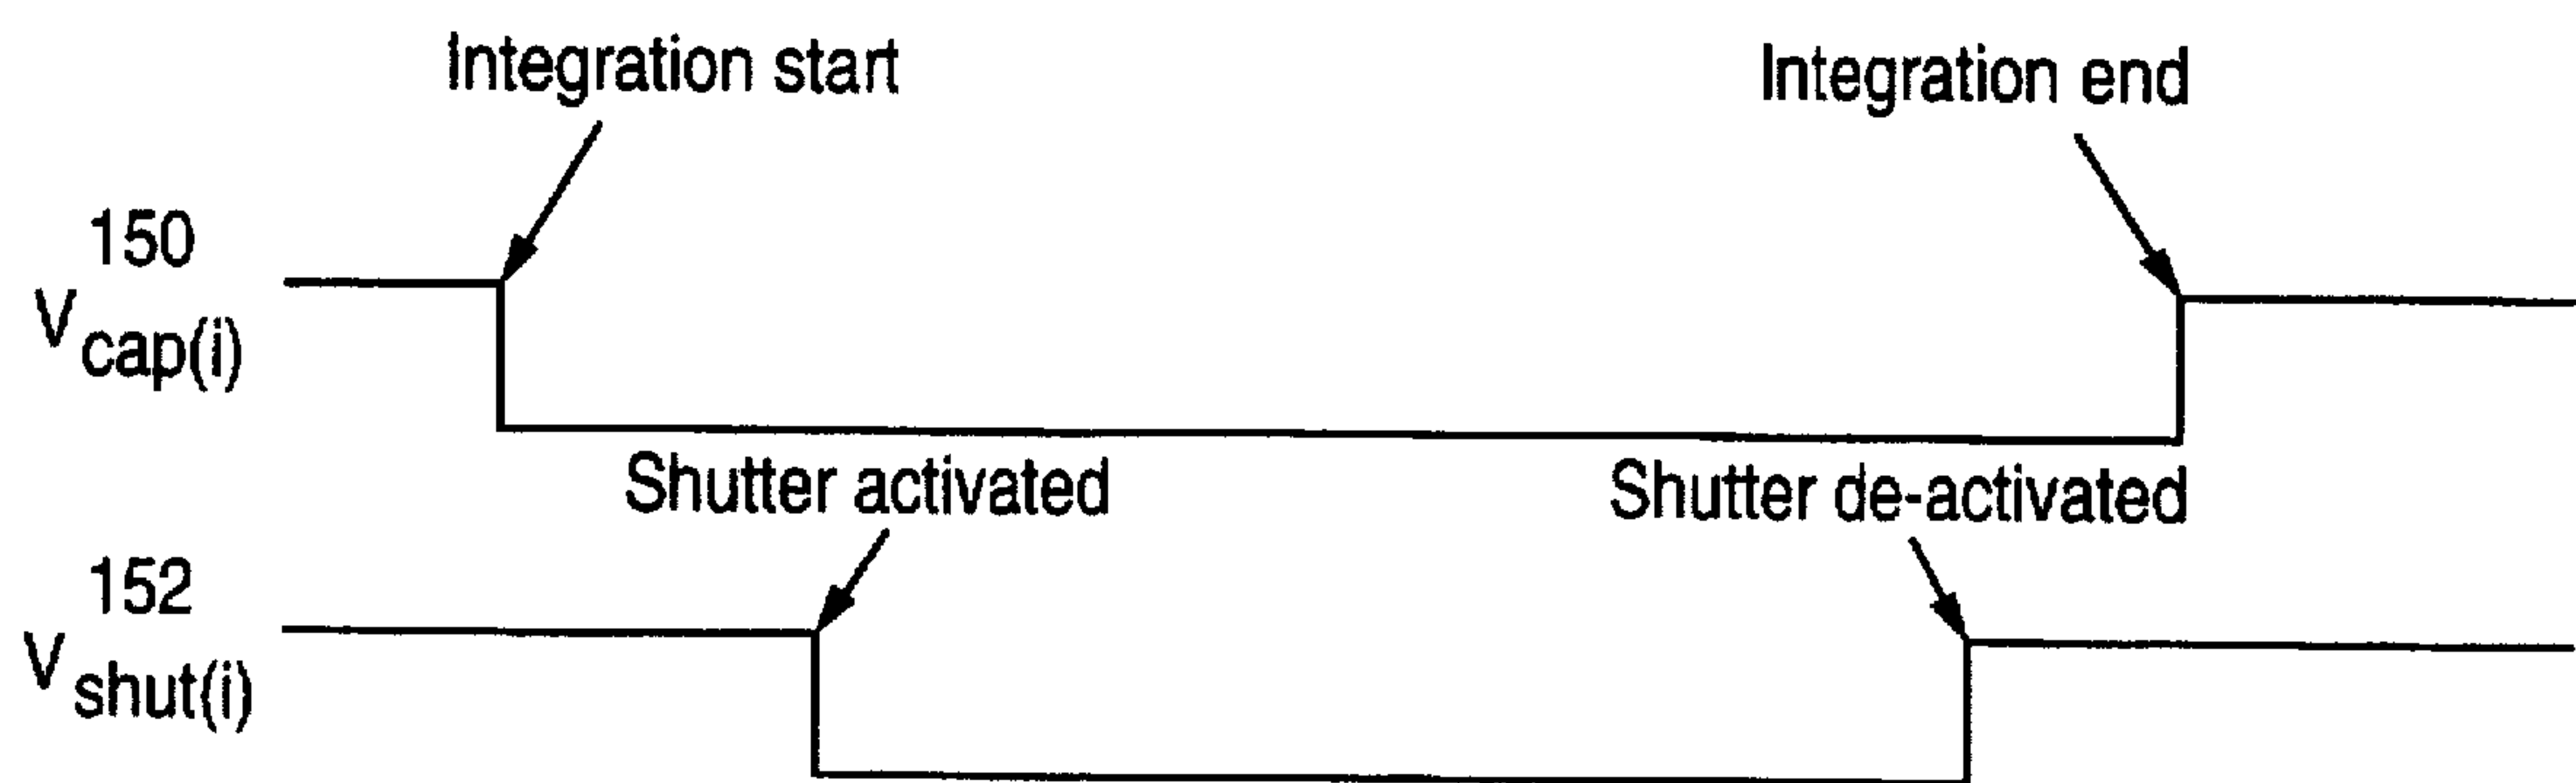 Integration start
Integration end
150
Vcap(i)
Shutter activated
Shutter de-activated
152
Vshut(i)